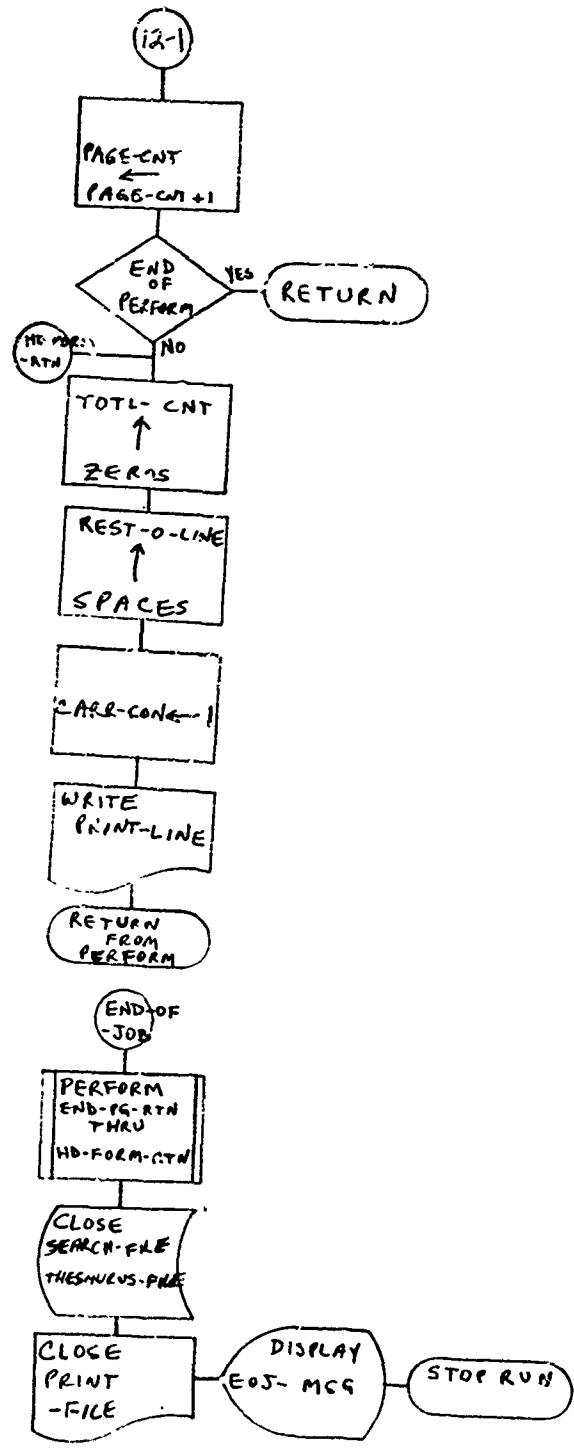 12-1
PAGE-CNT
←
PAGE-CNT+1
END
OF
PERFORM
YES
RETURN
NO
-RTN
TOTL-CNT
↑
ZEROS
REST-O-LINE
↑
SPACES
CARR-CON←1
WRITE
PRINT-LINE
RETURN
FROM
PERFORM
END-OF
-JOB
PERFORM
END-PG-RTN
THRU
HD-FORM-RTN
CLOSE
SEARCH-FILE
THESAURUS-FILE
CLOSE
PRINT
-FILE
DISPLAY
EOJ-MSG
STOP RUN